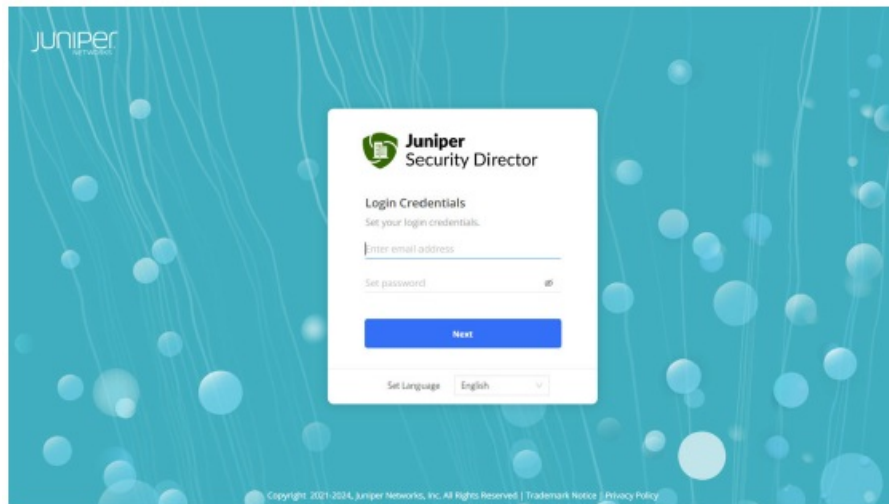 JUNIPER
NETWORKS
Juniper
Security Director
Login Credentials
Set your login credentials.
Enter email address
Set password
Next
Set Language English
Copyright 2021-2024, Juniper Networks, Inc. All Rights Reserved | Trademark Notice | Privacy Policy